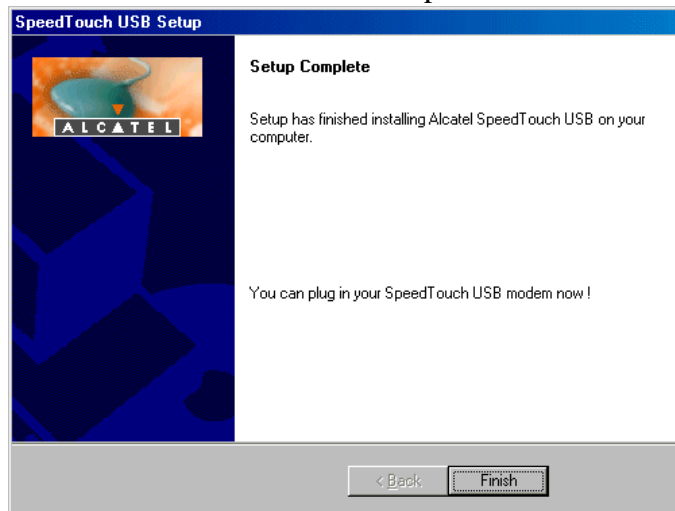 SpeedTouch USB Setup
ALCATEL
Setup Complete
Setup has finished installing Alcatel SpeedTouch USB on your
computer.
You can plug in your SpeedTouch USB modem now !
< Back
Finish